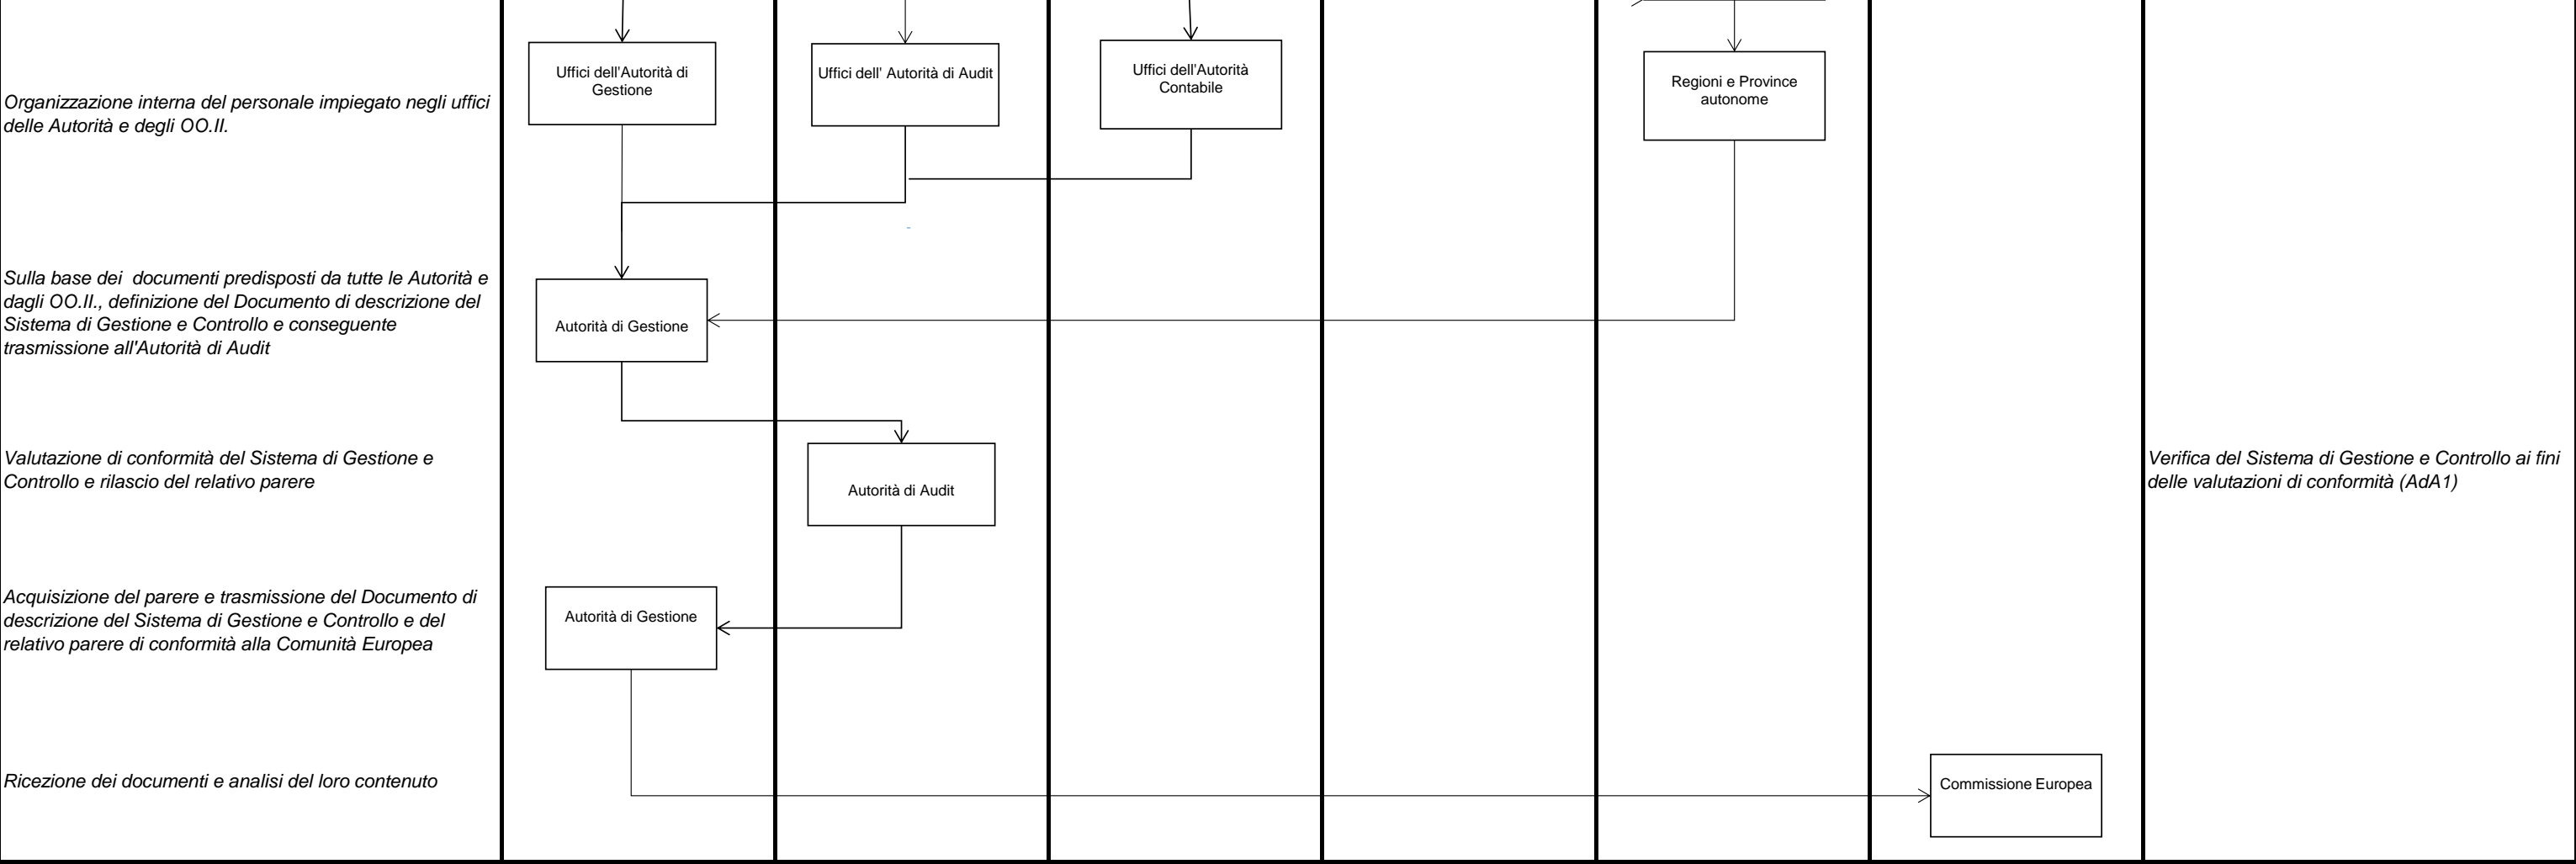 Uffici dell'Autorità di
Gestione
Uffici dell' Autorità di Audit
Uffici dell'Autorità
Contabile
Regioni e Province
autonome
Organizzazione interna del personale impiegato negli uffici
delle Autorità e degli OO.II.
Sulla base dei  documenti predisposti da tutte le Autorità e
dagli OO.II., definizione del Documento di descrizione del
Sistema di Gestione e Controllo e conseguente
trasmissione all'Autorità di Audit
Autorità di Gestione
Valutazione di conformità del Sistema di Gestione e
Controllo e rilascio del relativo parere
Autorità di Audit
Verifica del Sistema di Gestione e Controllo ai fini
delle valutazioni di conformità (AdA1)
Acquisizione del parere e trasmissione del Documento di
descrizione del Sistema di Gestione e Controllo e del
relativo parere di conformità alla Comunità Europea
Autorità di Gestione
Ricezione dei documenti e analisi del loro contenuto
Commissione Europea